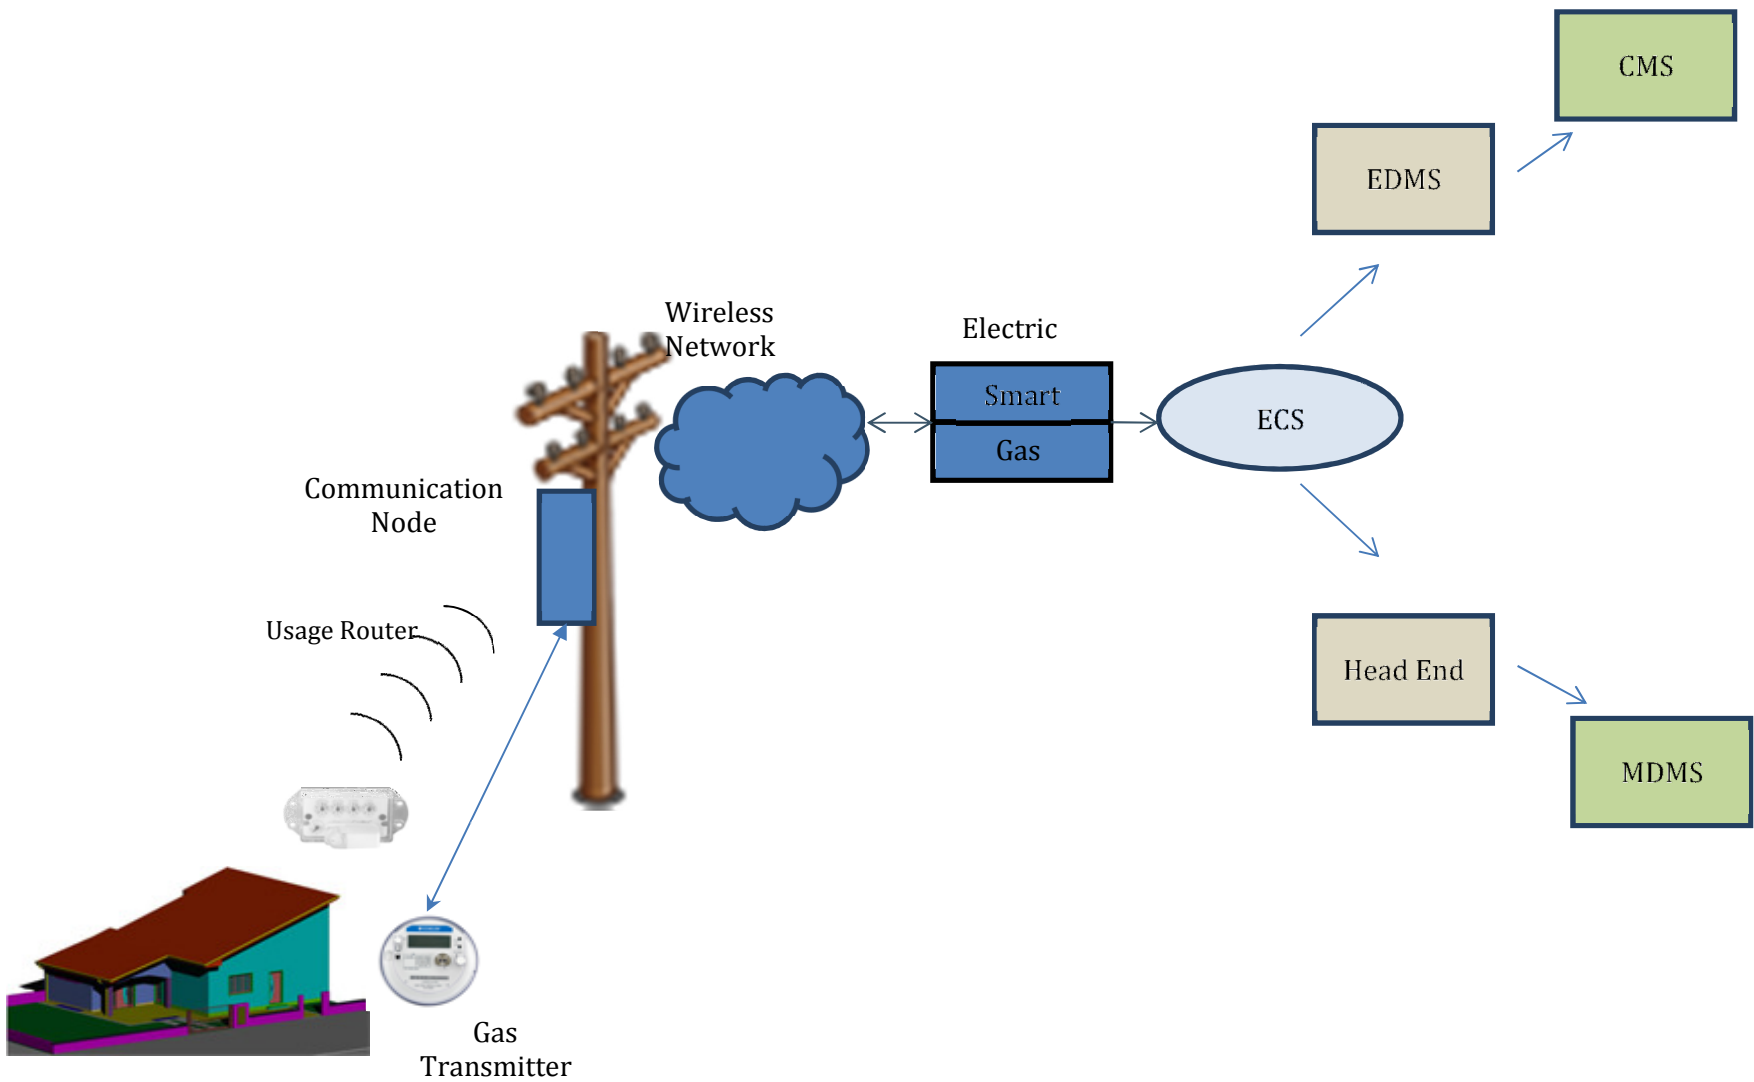 CMS
EDMS
Wireless
Network
Electric
Smart
Gas
ECS
Communication
Node
Usage Router
Head End
MDMS
Gas
Transmitter